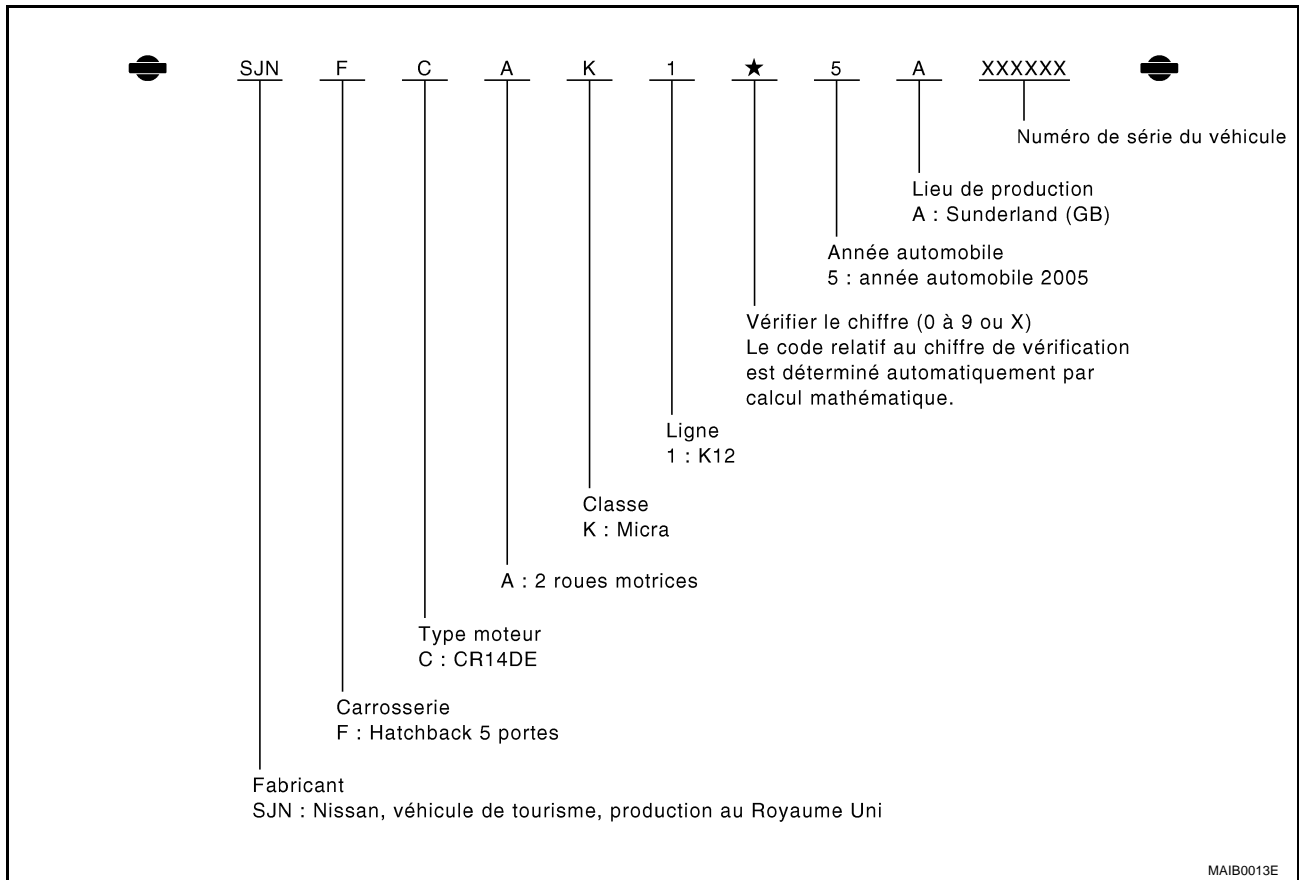 SJN F C A K 1 ★ 5 A XXXXXX
Numéro de série du véhicule
Lieu de production
A : Sunderland (GB)
Année automobile
5 : année automobile 2005
Vérifier le chiffre (0 à 9 ou X)
Le code relatif au chiffre de vérification
est déterminé automatiquement par
calcul mathématique.
Ligne
1 : K12
Classe
K : Micra
A : 2 roues motrices
Type moteur
C : CR14DE
Carrosserie
F : Hatchback 5 portes
Fabricant
SJN : Nissan, véhicule de tourisme, production au Royaume Uni
MAIB0013E